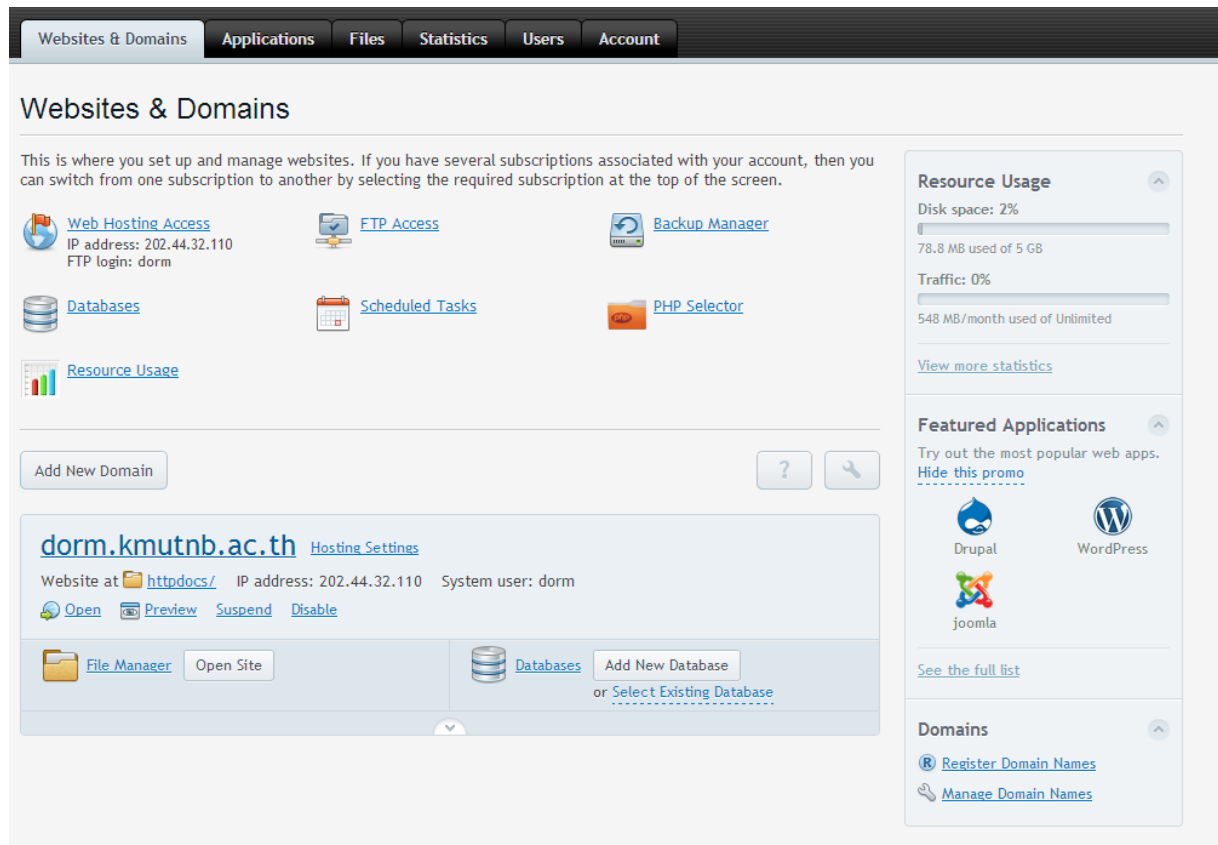 Websites & Domains Applications Files Statistics Users Account
Websites & Domains
This is where you set up and manage websites. If you have several subscriptions associated with your account, then you
can switch from one subscription to another by selecting the required subscription at the top of the screen.
Web Hosting Access
IP address: 202.44.32.110
FTP login: dorm
FTP Access
Backup Manager
Databases
Scheduled Tasks
PHP Selector
php
Resource Usage
Add New Domain
?
dorm.kmutnb.ac.th Hosting Settings
Website at httpdocs/ IP address: 202.44.32.110 System user: dorm
Open Preview Suspend Disable
File Manager Open Site
Databases Add New Database
or Select Existing Database
Resource Usage
Disk space: 2%
78.8 MB used of 5 GB
Traffic: 0%
548 MB/month used of Unlimited
View more statistics
Featured Applications
Try out the most popular web apps.
Hide this promo
Drupal WordPress
joomla
See the full list
Domains
R Register Domain Names
Manage Domain Names